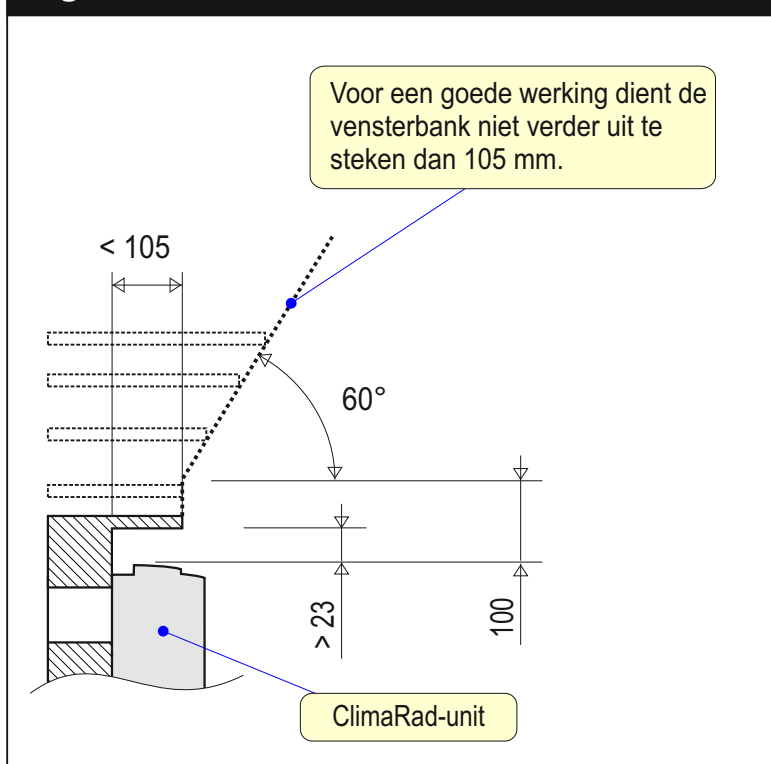 Voor een goede werking dient de
vensterbank niet verder uit te
steken dan 105 mm.
< 105
60°
> 23
100
ClimaRad-unit